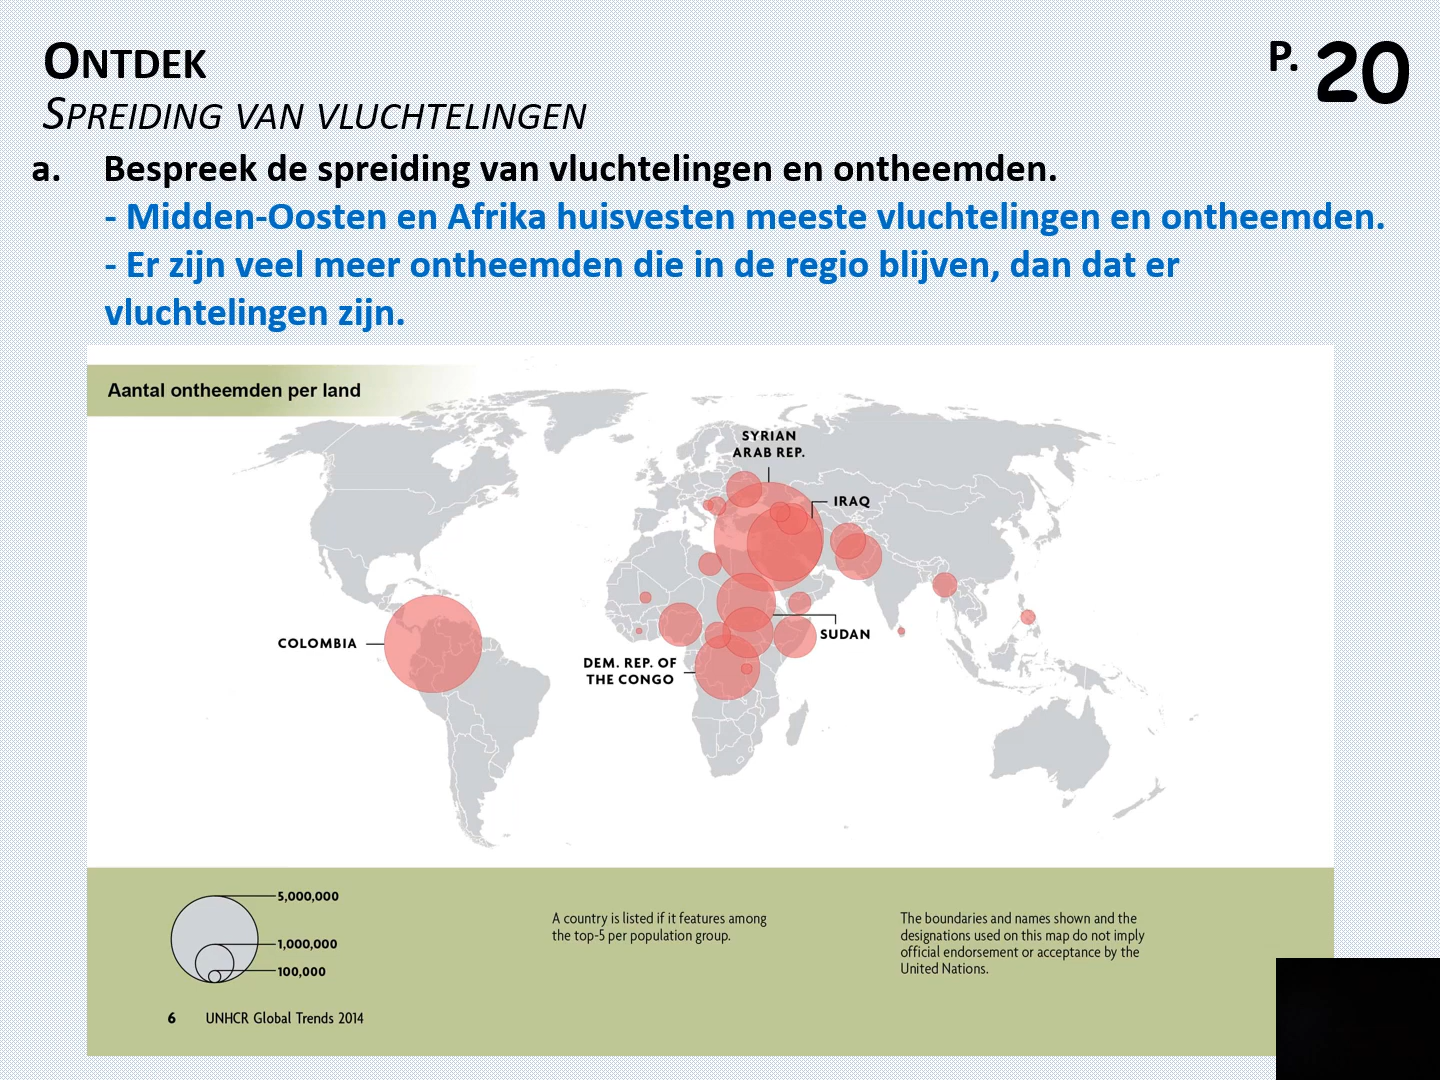 ONTDEK
P. 20
SPREIDING VAN VLUCHTELINGEN
a. Bespreek de spreiding van vluchtelingen en ontheemden.
- Midden-Oosten en Afrika huisvesten meeste vluchtelingen en ontheemden.
- Er zijn veel meer ontheemden die in de regio blijven, dan dat er
vluchtelingen zijn.
Aantal ontheemden per land
SYRIAN
ARAB REP.
IRAQ
COLOMBIA
SUDAN
DEM. REP. OF
THE CONGO
5,000,000
1,000,000
100,000
A country is listed if it features among
the top-5 per population group.
The boundaries and names shown and the
designations used on this map do not imply
official endorsement or acceptance by the
United Nations.
6 UNHCR Global Trends 2014